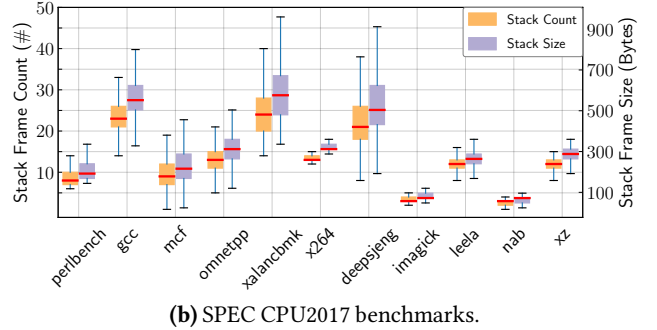 Stack Frame Count (#)
50
40
30
20
10
Stack Count
Stack Size
900
700
500
300
100
Stack Frame Size (Bytes)
perlbench
gcc
mcf
omnetpp
xalancbmk
x264
deepsjeng
imagick
leela
nab
xz
(b) SPEC CPU2017 benchmarks.